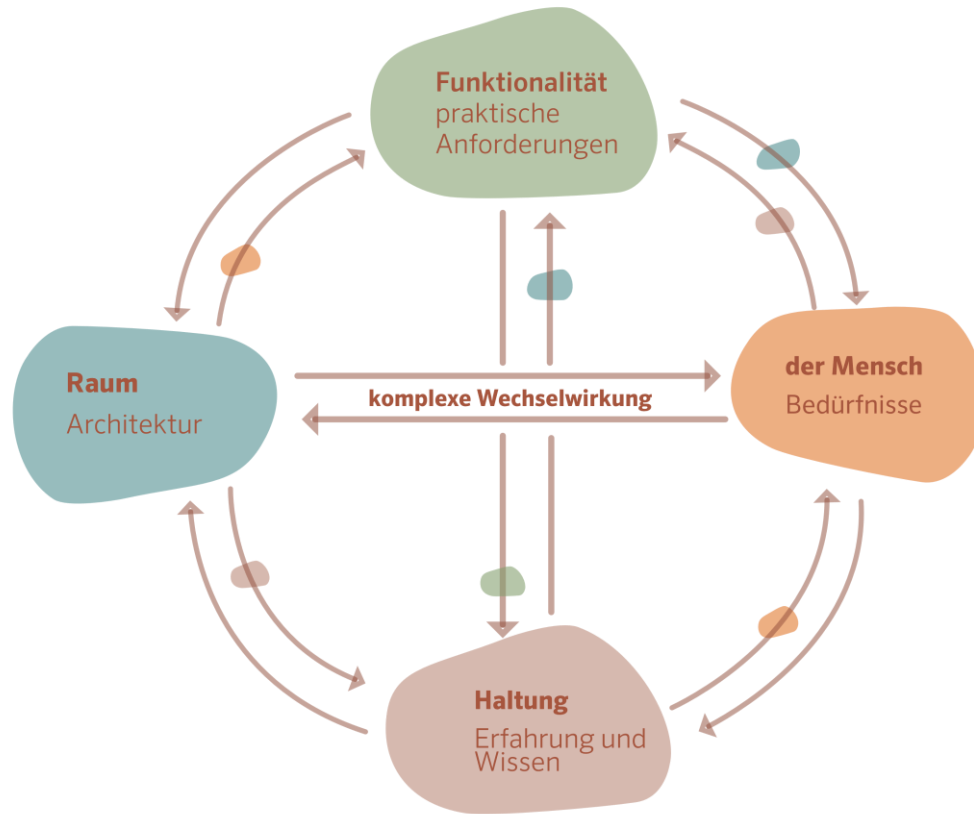 Funktionalität
praktische
Anforderungen
Raum
Architektur
der Mensch
Bedürfnisse
komplexe Wechselwirkung
Haltung
Erfahrung und
Wissen